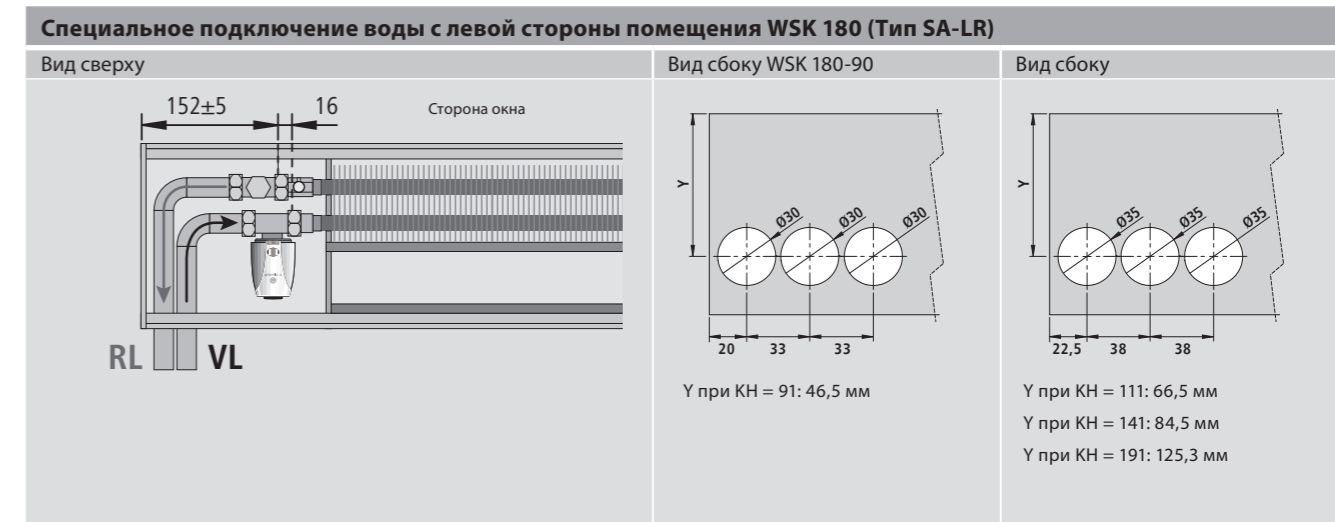 Специальное подключение воды с левой стороны помещения WSK 180 (Тип SA-LR)
Вид сверху
152±5
16
Сторона окна
RL
VL
Вид сбоку WSK 180-90
Y
Ø30
Ø30
Ø30
20
33
33
Y при KH = 91: 46,5 мм
Вид сбоку
Y
Ø35
Ø35
Ø35
22,5
38
38
Y при KH = 111: 66,5 мм
Y при KH = 141: 84,5 мм
Y при KH = 191: 125,3 мм